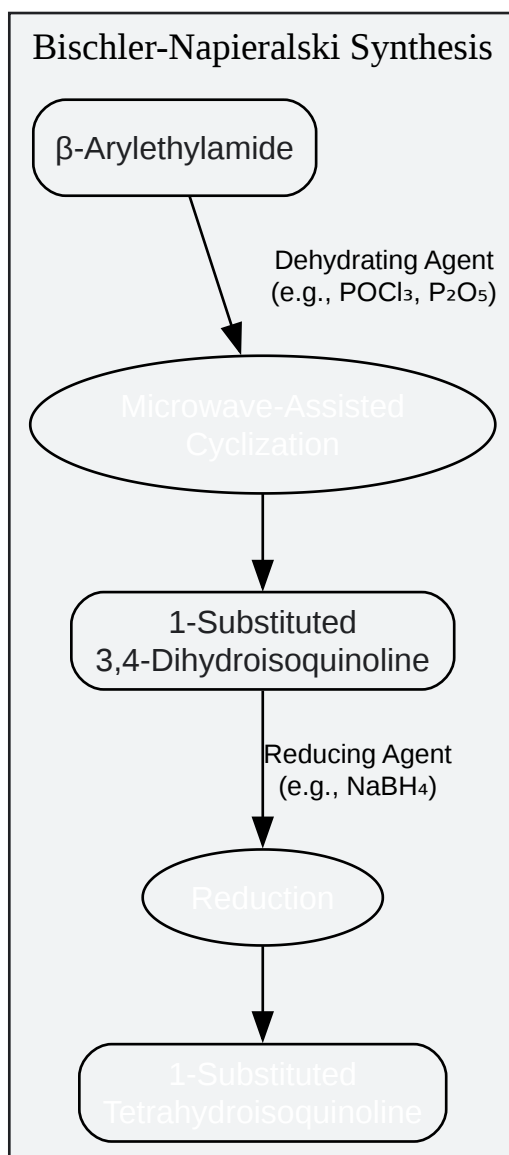 Bischler-Napieralski Synthesis
β-Arylethylamide
Dehydrating Agent
(e.g., POCl₃, P₂O₅)
Microwave-Assisted
Cyclization
1-Substituted
3,4-Dihydroisoquinoline
Reducing Agent
(e.g., NaBH₄)
Reduction
1-Substituted
Tetrahydroisoquinoline